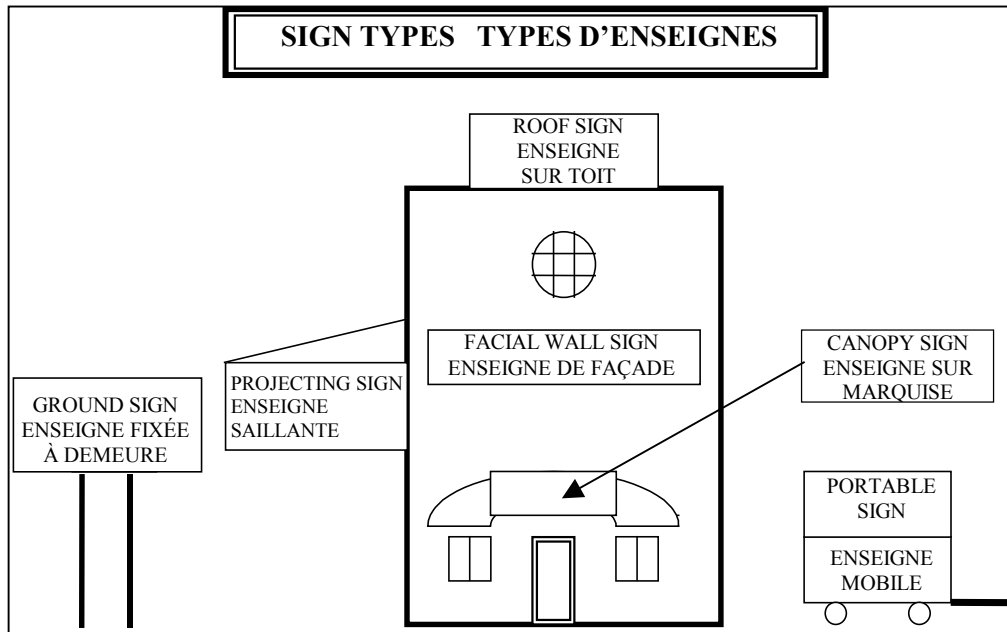 SIGN TYPES TYPES D’ENSEIGNES
ROOF SIGN
ENSEIGNE
SUR TOIT
FACIAL WALL SIGN
ENSEIGNE DE FAÇADE
CANOPY SIGN
ENSEIGNE SUR
MARQUISE
PROJECTING SIGN
ENSEIGNE
SAILLANTE
GROUND SIGN
ENSEIGNE FIXÉE
À DEMEURE
PORTABLE
SIGN
ENSEIGNE
MOBILE